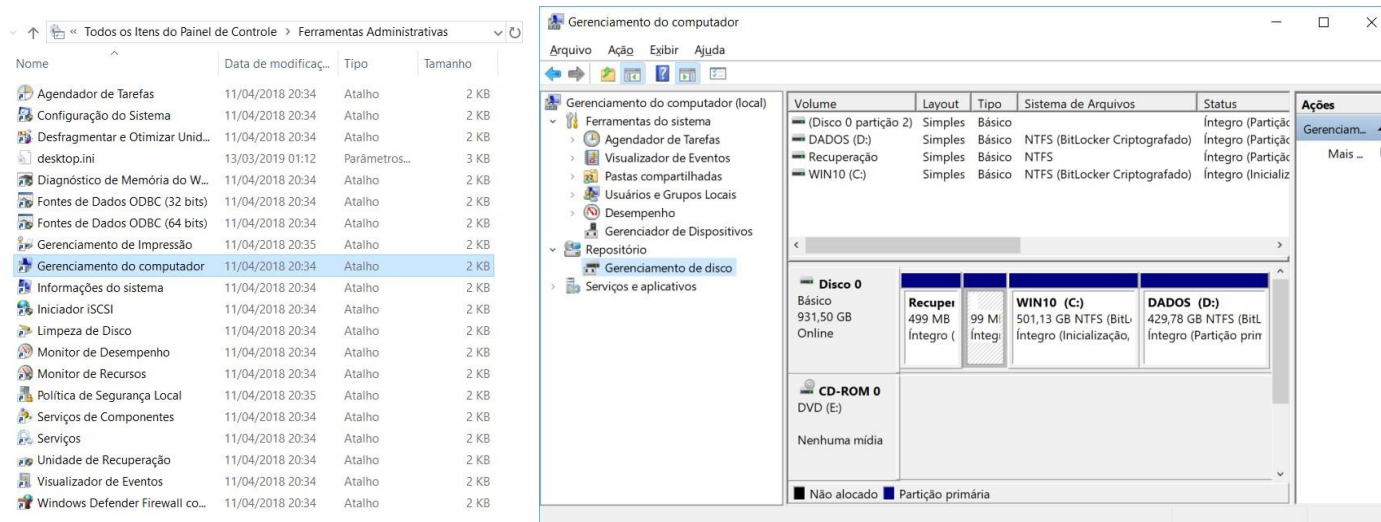 « Todos os Itens do Painel de Controle > Ferramentas Administrativas
Nome Data de modificaç... Tipo Tamanho
Agendador de Tarefas 11/04/2018 20:34 Atalho 2 KB
Configuração do Sistema 11/04/2018 20:34 Atalho 2 KB
Desfragmentar e Otimizar Unid... 11/04/2018 20:34 Atalho 2 KB
desktop.ini 13/03/2019 01:12 Parâmetros... 3 KB
Diagnóstico de Memória do W... 11/04/2018 20:34 Atalho 2 KB
Fontes de Dados ODBC (32 bits) 11/04/2018 20:34 Atalho 2 KB
Fontes de Dados ODBC (64 bits) 11/04/2018 20:34 Atalho 2 KB
Gerenciamento de Impressão 11/04/2018 20:35 Atalho 2 KB
Gerenciamento do computador 11/04/2018 20:34 Atalho 2 KB
Informações do sistema 11/04/2018 20:34 Atalho 2 KB
Iniciador iSCSI 11/04/2018 20:34 Atalho 2 KB
Limpeza de Disco 11/04/2018 20:34 Atalho 2 KB
Monitor de Desempenho 11/04/2018 20:34 Atalho 2 KB
Monitor de Recursos 11/04/2018 20:34 Atalho 2 KB
Política de Segurança Local 11/04/2018 20:35 Atalho 2 KB
Serviços de Componentes 11/04/2018 20:34 Atalho 2 KB
Serviços 11/04/2018 20:34 Atalho 2 KB
Unidade de Recuperação 11/04/2018 20:34 Atalho 2 KB
Visualizador de Eventos 11/04/2018 20:34 Atalho 2 KB
Windows Defender Firewall co... 11/04/2018 20:34 Atalho 2 KB
Gerenciamento do computador
Arquivo Ação Exibir Ajuda
Gerenciamento do computador (local)
Ferramentas do sistema
Agendador de Tarefas
Visualizador de Eventos
Pastas compartilhadas
Usuários e Grupos Locais
Desempenho
Gerenciador de Dispositivos
Repositório
Gerenciamento de disco
Serviços e aplicativos
Volume Layout Tipo Sistema de Arquivos Status
(Disco 0 partição 2) Simples Básico Íntegro (Partiçã
DADOS (D:) Simples Básico NTFS (BitLocker Criptografado) Íntegro (Partiçã
Recuperação Simples Básico NTFS Íntegro (Partiçã
WIN10 (C:) Simples Básico NTFS (BitLocker Criptografado) Íntegro (Inicializ
Disco 0
Básico
931,50 GB
Online
Recuper
499 MB
Íntegro (
99 M
Ínteg
WIN10 (C:)
501,13 GB NTFS (BitL
Íntegro (Inicialização,
DADOS (D:)
429,78 GB NTFS (BitL
Íntegro (Partição prin
CD-ROM 0
DVD (E:)
Nenhuma mídia
Não alocado Partição primária
Ações
Gerenciam...
Mais ...